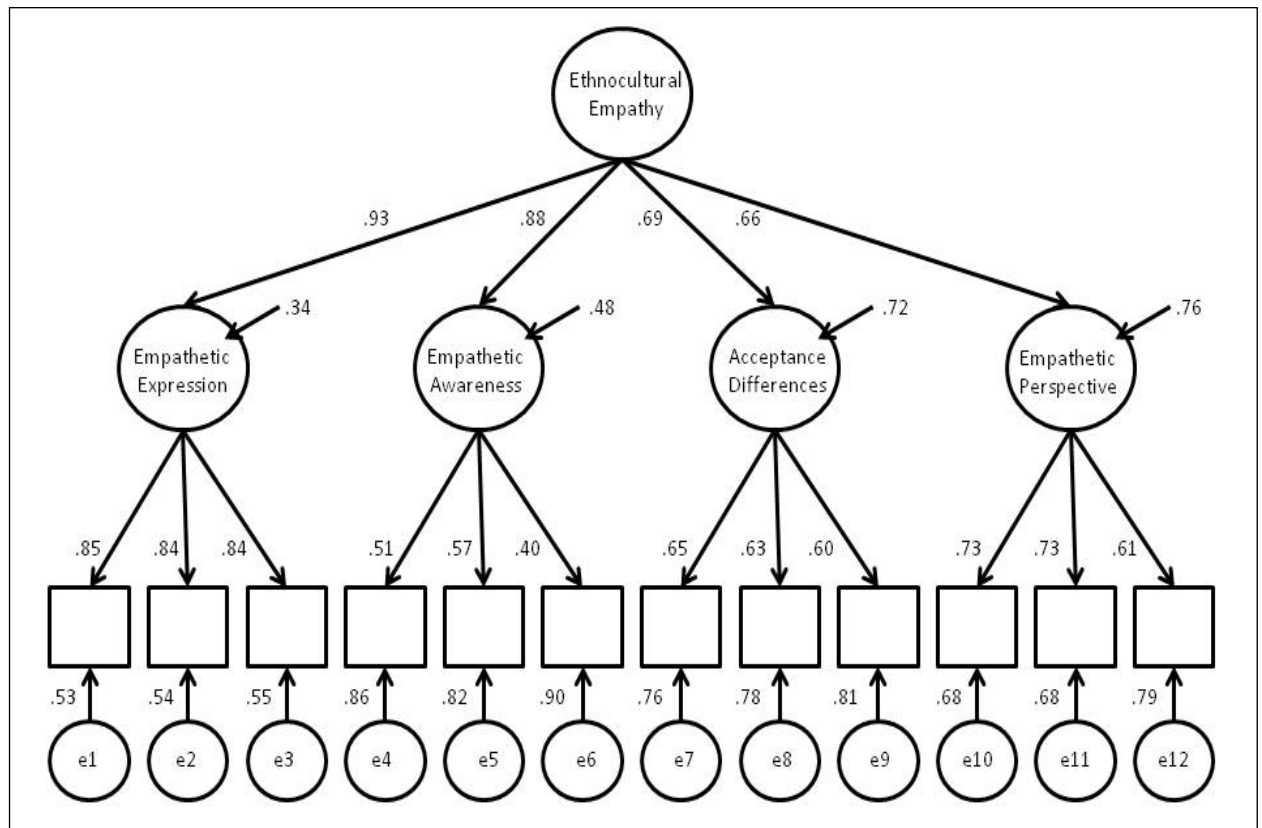 Ethnocultural
Empathy
.93
.88
.69
.66
.34
.48
.72
.76
Empathetic
Expression
Empathetic
Awareness
Acceptance
Differences
Empathetic
Perspective
.85
.84
.84
.51
.57
.40
.65
.63
.60
.73
.73
.61
.53
.54
.55
.86
.82
.90
.76
.78
.81
.68
.68
.79
e1
e2
e3
e4
e5
e6
e7
e8
e9
e10
e11
e12